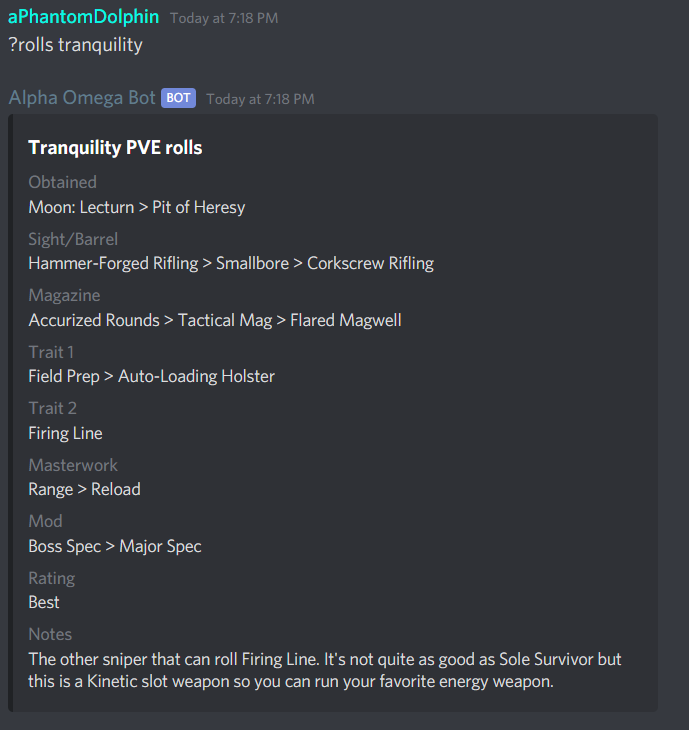 aPhantomDolphin Today at 7:18 PM
?rolls tranquility
Alpha Omega Bot BOT Today at 7:18 PM
Tranquility PVE rolls
Obtained
Moon: Lecturn > Pit of Heresy
Sight/Barrel
Hammer-Forged Rifling > Smallbore > Corkscrew Rifling
Magazine
Accurized Rounds > Tactical Mag > Flared Magwell
Trait 1
Field Prep > Auto-Loading Holster
Trait 2
Firing Line
Masterwork
Range > Reload
Mod
Boss Spec > Major Spec
Rating
Best
Notes
The other sniper that can roll Firing Line. It's not quite as good as Sole Survivor but
this is a Kinetic slot weapon so you can run your favorite energy weapon.